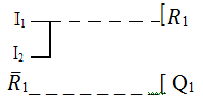 I₁ [R₁
I₂
R̄₁ [Q₁